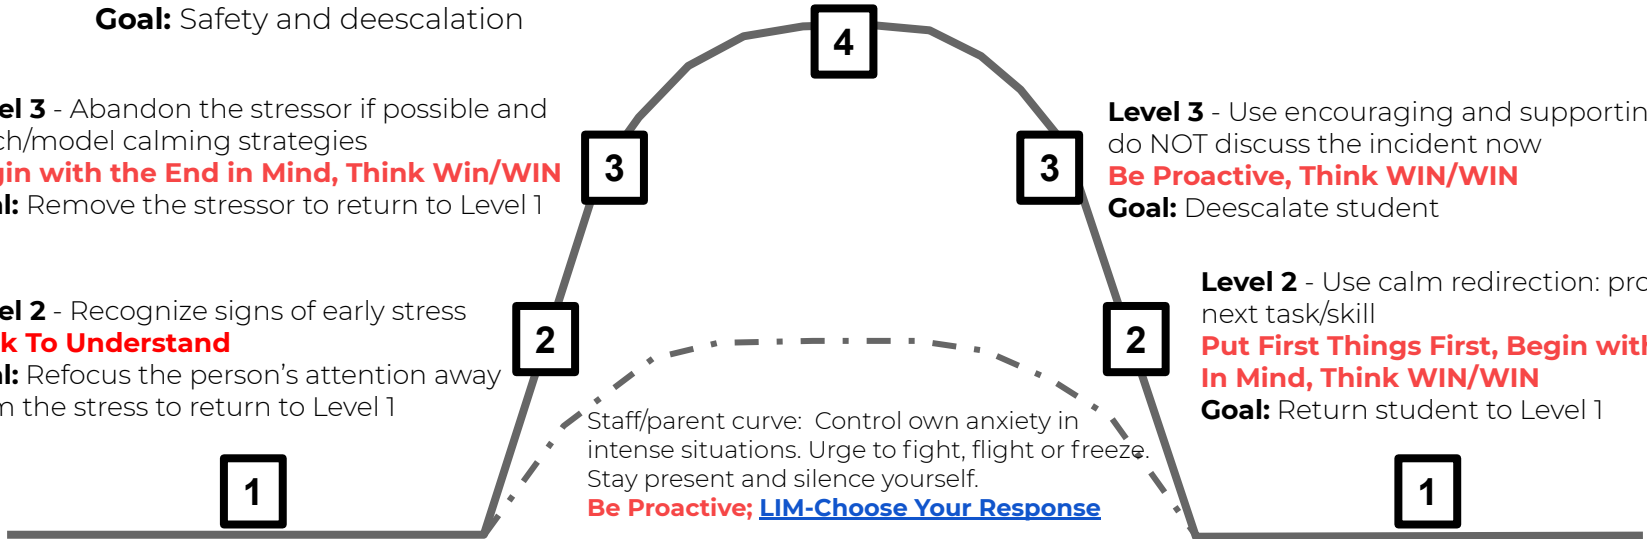 Goal: Safety and deescalation
4
el 3 - Abandon the stressor if possible and
ch/model calming strategies
gin with the End in Mind, Think Win/WIN
al: Remove the stressor to return to Level 1
3
3
Level 3 - Use encouraging and supportin
do NOT discuss the incident now
Be Proactive, Think WIN/WIN
Goal: Deescalate student
el 2 - Recognize signs of early stress
k To Understand
al: Refocus the person's attention away
m the stress to return to Level 1
2
2
Level 2 - Use calm redirection: pro
next task/skill
Put First Things First, Begin with
In Mind, Think WIN/WIN
Goal: Return student to Level 1
Staff/parent curve:  Control own anxiety in
intense situations. Urge to fight, flight or freeze.
Stay present and silence yourself.
Be Proactive; LIM-Choose Your Response
1
1